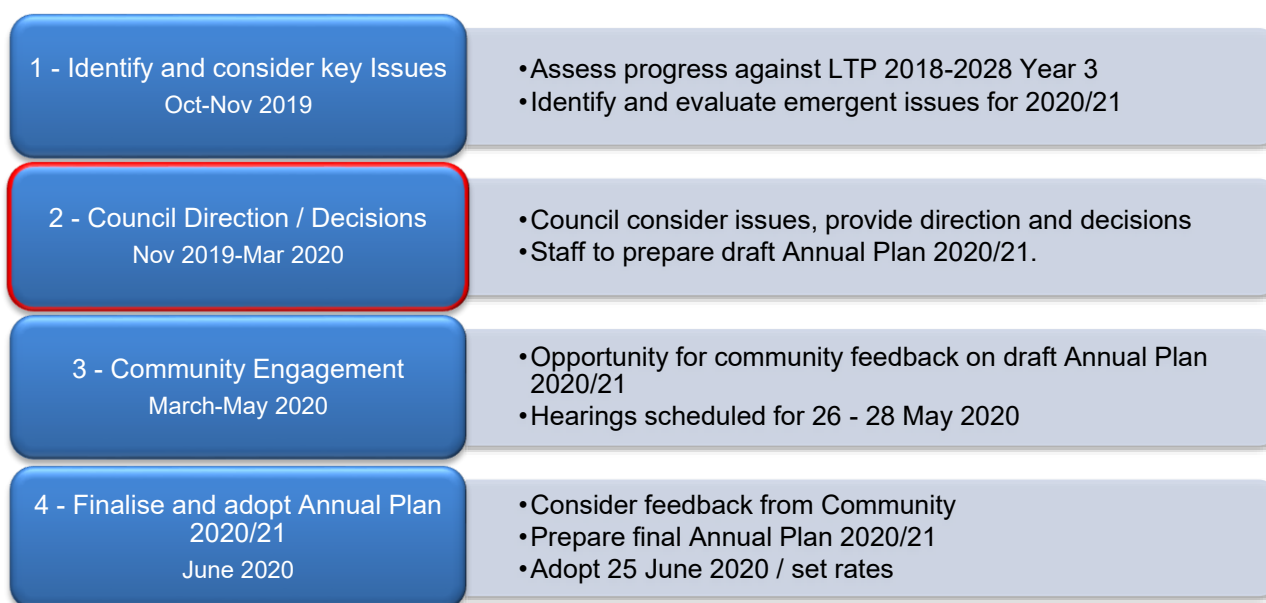 1 - Identify and consider key Issues
Oct-Nov 2019
•Assess progress against LTP 2018-2028 Year 3
•Identify and evaluate emergent issues for 2020/21
2 - Council Direction / Decisions
Nov 2019-Mar 2020
•Council consider issues, provide direction and decisions
•Staff to prepare draft Annual Plan 2020/21.
3 - Community Engagement
March-May 2020
•Opportunity for community feedback on draft Annual Plan
2020/21
•Hearings scheduled for 26 - 28 May 2020
4 - Finalise and adopt Annual Plan
2020/21
June 2020
•Consider feedback from Community
•Prepare final Annual Plan 2020/21
•Adopt 25 June 2020 / set rates